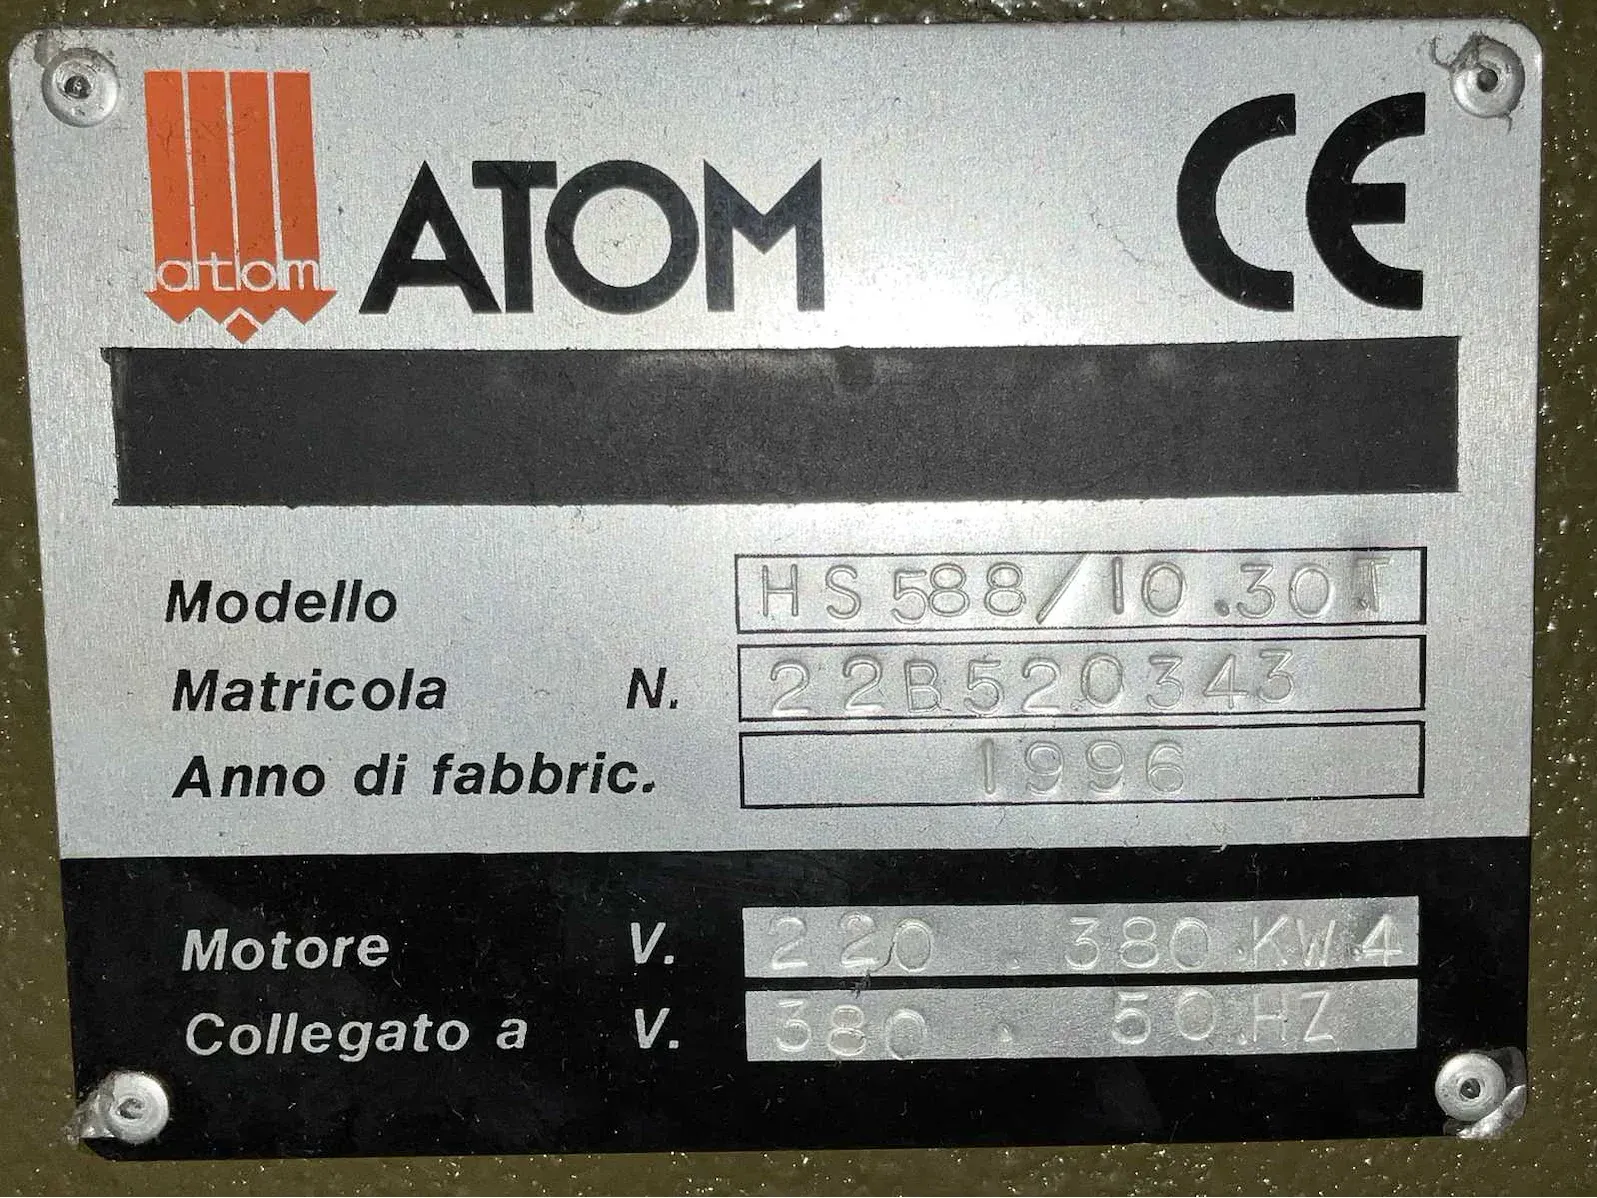 atom
ATOM
CE
Modello HS588/10.30T
Matricola N. 22B520343
Anno di fabbric. 1996
Motore V. 220 . 380.KW.4
Collegato a V. 380 . 50.HZ